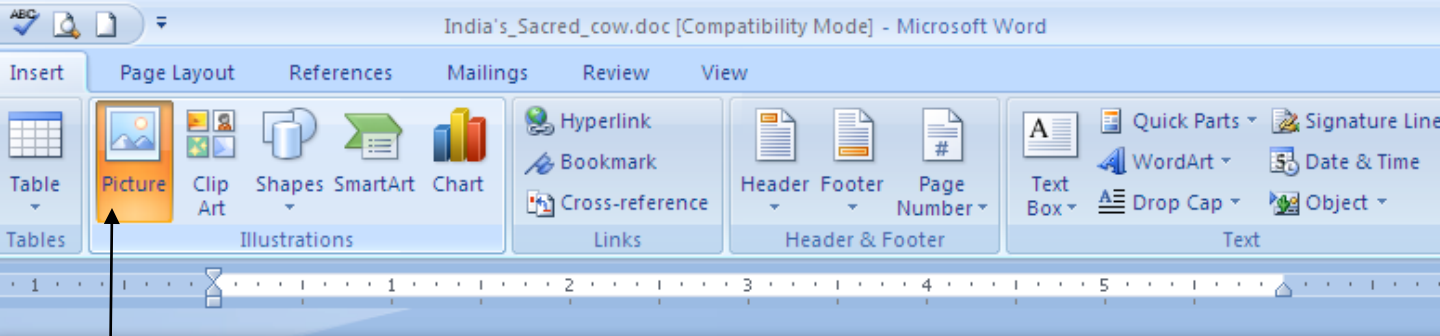 ABC
India's_Sacred_cow.doc [Compatibility Mode] - Microsoft Word
Insert Page Layout References Mailings Review View
Table
Tables
Picture
Clip
Art
Shapes
SmartArt
Chart
Illustrations
Hyperlink
Bookmark
Cross-reference
Links
Header
Footer
#
Page
Number
Header & Footer
A
Text
Box
Quick Parts
A WordArt
A Drop Cap
Signature Line
5 Date & Time
Object
Text
1 1 2 3 4 5